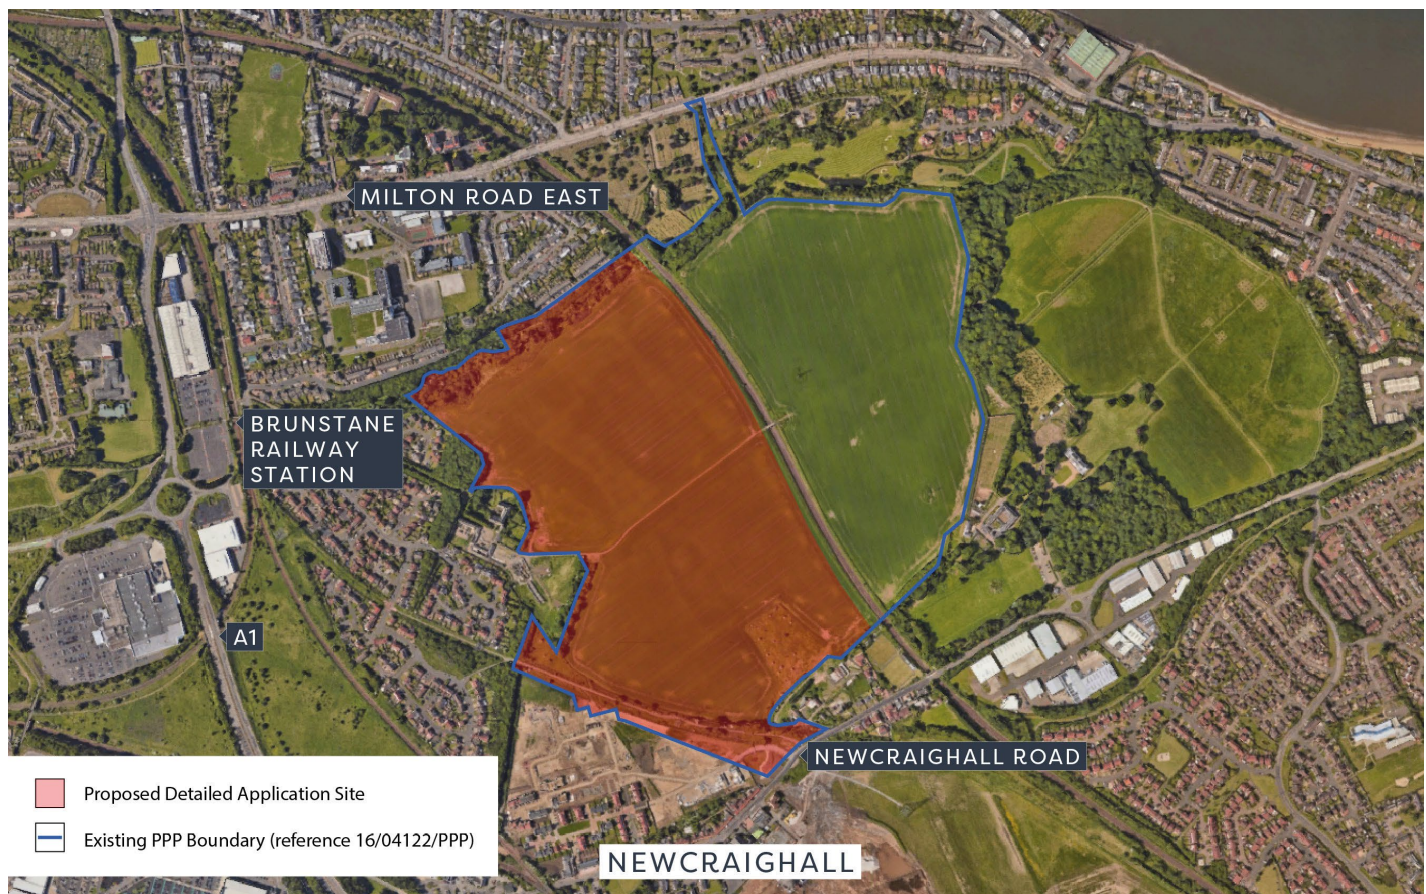 MILTON ROAD EAST
BRUNSTANE
RAILWAY
STATION
A1
NEWCRAIGHALL ROAD
Proposed Detailed Application Site
Existing PPP Boundary (reference 16/04122/PPP)
NEWCRAIGHALL